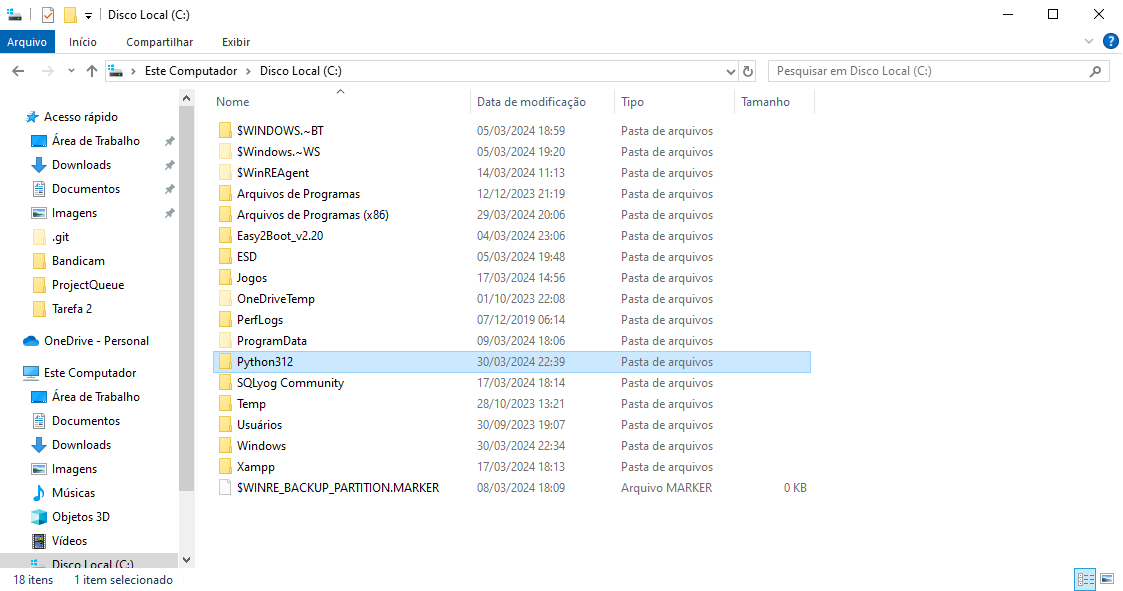 Disco Local (C:)
Arquivo Início Compartilhar Exibir ?
Este Computador Disco Local (C:) Pesquisar em Disco Local (C:)
Acesso rápido
Área de Trabalho
Downloads
Documentos
Imagens
.git
Bandicam
ProjectQueue
Tarefa 2
OneDrive - Personal
Este Computador
Área de Trabalho
Documentos
Downloads
Imagens
Músicas
Objetos 3D
Vídeos
Disco Local (C:)
Nome Data de modificação Tipo Tamanho
$WINDOWS.~BT 05/03/2024 18:59 Pasta de arquivos
$Windows.~WS 05/03/2024 19:20 Pasta de arquivos
$WinREAgent 14/03/2024 11:13 Pasta de arquivos
Arquivos de Programas 12/12/2023 21:19 Pasta de arquivos
Arquivos de Programas (x86) 29/03/2024 20:06 Pasta de arquivos
Easy2Boot_v2.20 04/03/2024 23:06 Pasta de arquivos
ESD 05/03/2024 19:48 Pasta de arquivos
Jogos 17/03/2024 14:56 Pasta de arquivos
OneDriveTemp 01/10/2023 22:08 Pasta de arquivos
PerfLogs 07/12/2019 06:14 Pasta de arquivos
ProgramData 09/03/2024 18:06 Pasta de arquivos
Python312 30/03/2024 22:39 Pasta de arquivos
SQLyog Community 17/03/2024 18:14 Pasta de arquivos
Temp 28/10/2023 13:21 Pasta de arquivos
Usuários 30/09/2023 19:07 Pasta de arquivos
Windows 30/03/2024 22:34 Pasta de arquivos
Xampp 17/03/2024 18:13 Pasta de arquivos
$WINRE_BACKUP_PARTITION.MARKER 08/03/2024 18:09 Arquivo MARKER 0 KB
18 itens 1 item selecionado